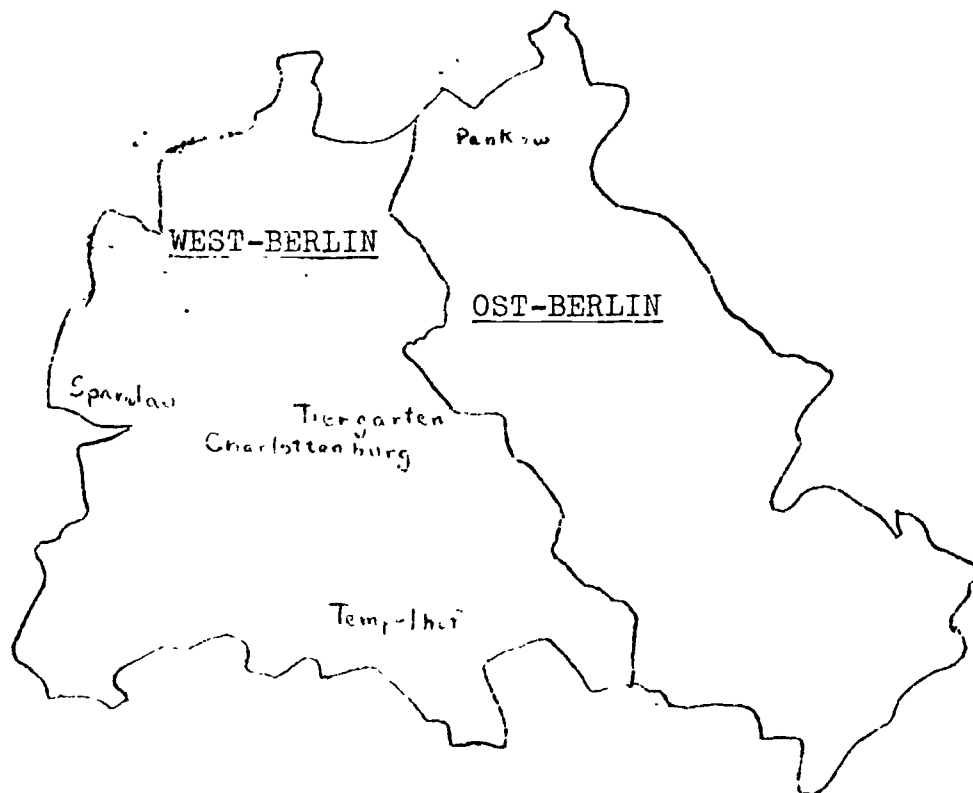 Pankow
WEST-BERLIN
OST-BERLIN
Spandau
Tiergarten
Charlottenburg
Tempelhof